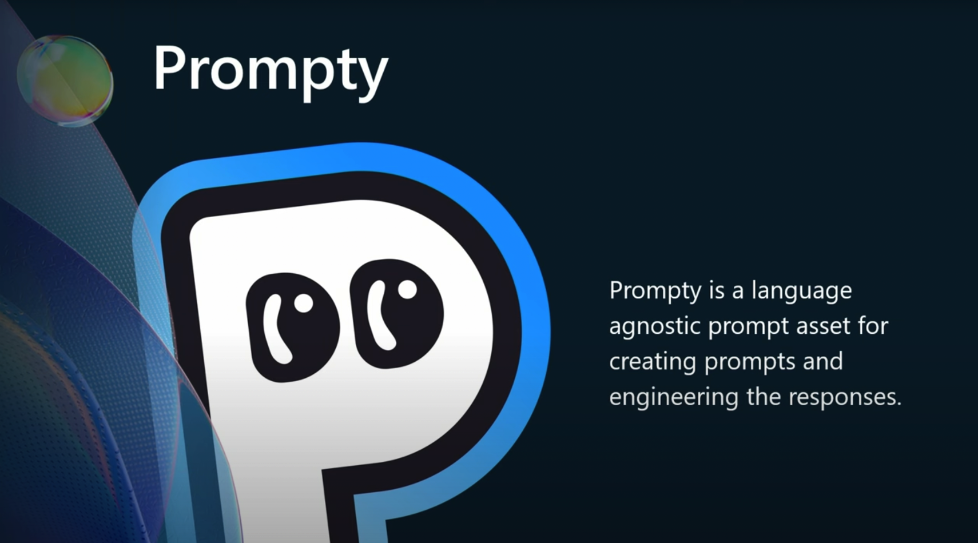 Prompty
Prompty is a language
agnostic prompt asset for
creating prompts and
engineering the responses.